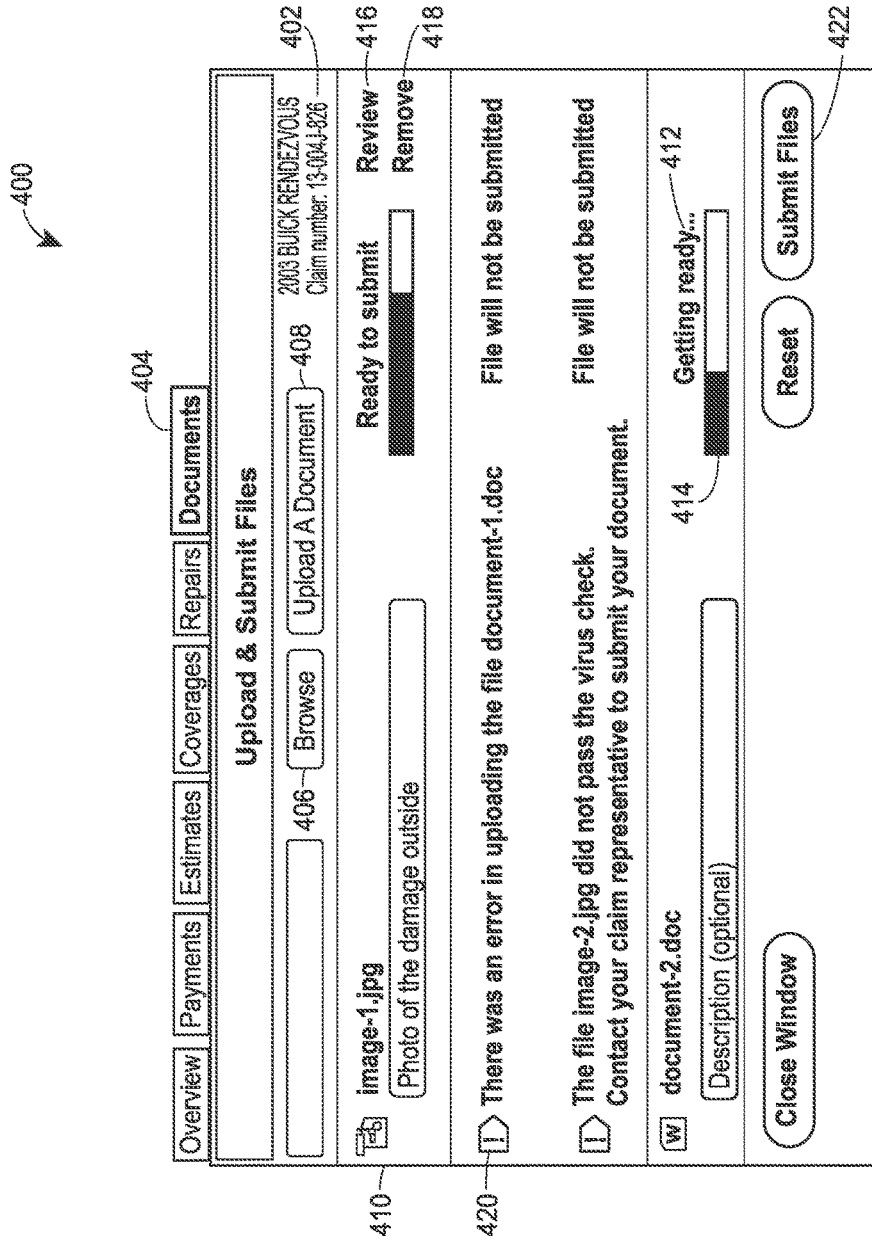 400
404
Overview Payments Estimates Coverages Repairs Documents
Upload & Submit Files
406 Browse Upload A Document 408 2003 BUICK RENDEZVOUS
Claim number: 13-004J-826 402
410 image-1.jpg Ready to submit Review 416
Photo of the damage outside Remove 418
420 ! There was an error in uploading the file document-1.doc File will not be submitted
! The file image-2.jpg did not pass the virus check. File will not be submitted
Contact your claim representative to submit your document.
W document-2.doc Getting ready... 412
Description (optional) 414
Close Window Reset Submit Files 422